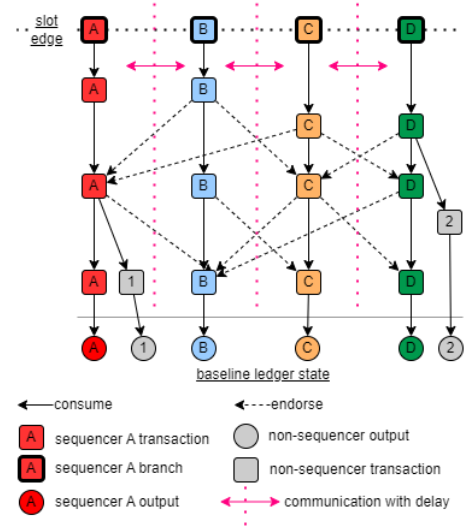 slot
edge
A B C D
A B
C D
A B C D
2
A 1 B C D
A 1 B C D 2
baseline ledger state
consume endorse
A sequencer A transaction non-sequencer output
A sequencer A branch non-sequencer transaction
A sequencer A output communication with delay